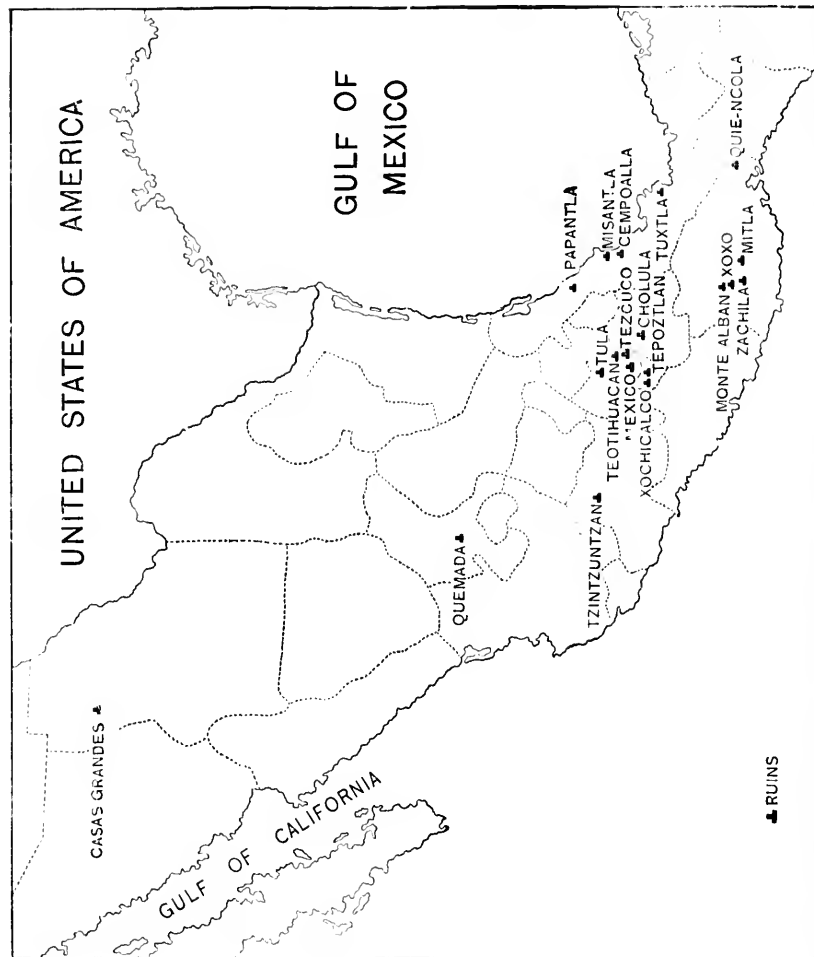 UNITED STATES OF AMERICA
GULF OF
MEXICO
CASAS GRANDES
GULF OF CALIFORNIA
QUEMADA
PAPANTLA
TZINTZUNTZAN
TULA
MISANTLA
TEOTIHUACAN
CEMPOALLA
MEXICO
TEZCUCO
CHOLULA
XOCHICALCO
TEPOZTLAN
TUXTLA
MONTE ALBAN
XOXO
QUIE-NCOLA
ZACHILA
MITLA
RUINS